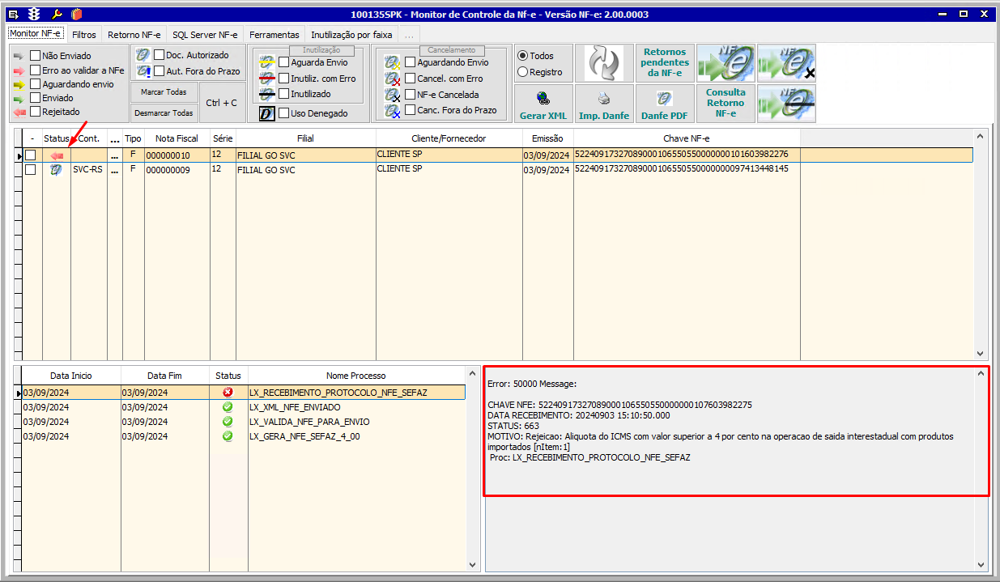 100135SPK - Monitor de Controle da Nf-e - Versão NF-e: 2.00.0003
Monitor NF-e Filtros Retorno NF-e SQL Server NF-e Ferramentas Inutilização por faixa ...
Não Enviado
Erro ao validar a NFe
Aguardando envio
Enviado
Rejeitado
Doc. Autorizado
Aut. Fora do Prazo
Marcar Todas
Desmarcar Todas
Ctrl + C
Inutilização
Aguarda Envio
Inutiliz. com Erro
Inutilizado
Uso Denegado
Cancelamento
Aguardando Envio
Cancel. com Erro
NF-e Cancelada
Canc. Fora do Prazo
Todos
Registro
Gerar XML
Imp. Danfe
Retornos
pendentes
da NF-e
Danfe PDF
Consulta
Retorno
NF-e
- Status Cont. ... Tipo Nota Fiscal Série Filial Cliente/Fornecedor Emissão Chave NF-e
... F 000000010 12 FILIAL GO SVC CLIENTE SP 03/09/2024 52240917327089000106550550000000101603982276
SVC-RS ... F 000000009 12 FILIAL GO SVC CLIENTE SP 03/09/2024 52240917327089000106550550000000097413448145
Data Inicio Data Fim Status Nome Processo
03/09/2024 03/09/2024 LX_RECEBIMENTO_PROTOCOLO_NFE_SEFAZ
03/09/2024 03/09/2024 LX_XML_NFE_ENVIADO
03/09/2024 03/09/2024 LX_VALIDA_NFE_PARA_ENVIO
03/09/2024 03/09/2024 LX_GERA_NFE_SEFAZ_4_00
Error: 50000 Message:
CHAVE NFE: 52240917327089000106550550000000107603982275
DATA RECEBIMENTO: 20240903 15:10:50.000
STATUS: 663
MOTIVO: Rejeicao: Aliquota do ICMS com valor superior a 4 por cento na operacao de saida interestadual com produtos
importados [nItem:1]
Proc: LX_RECEBIMENTO_PROTOCOLO_NFE_SEFAZ